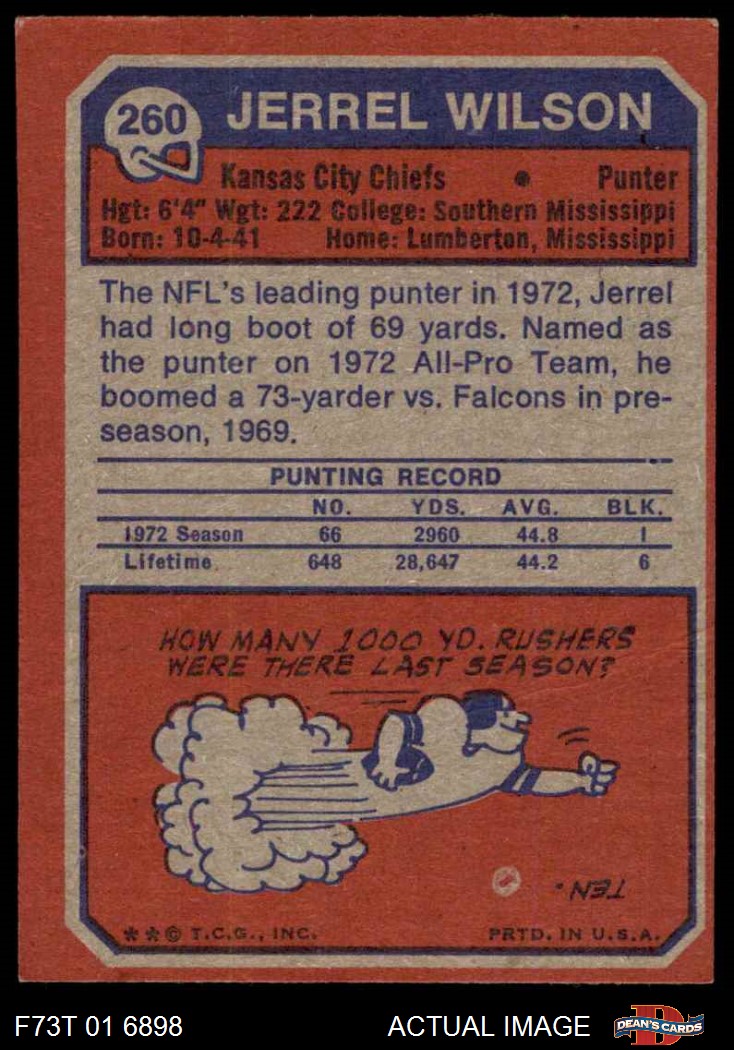 260 JERREL WILSON
Kansas City Chiefs • Punter
Hgt: 6'4" Wgt: 222 College: Southern Mississippi
Born: 10-4-41 Home: Lumberton, Mississippi
The NFL's leading punter in 1972, Jerrel
had long boot of 69 yards. Named as
the punter on 1972 All-Pro Team, he
boomed a 73-yarder vs. Falcons in pre-
season, 1969.
PUNTING RECORD
NO. YDS. AVG. BLK.
1972 Season 66 2960 44.8 1
Lifetime 648 28,647 44.2 6
HOW MANY 1000 YD. RUSHERS
WERE THERE LAST SEASON?
TEN.
**© T.C.G., INC. PRTD. IN U.S.A.
F73T 01 6898 ACTUAL IMAGE D DEAN'S CARDS